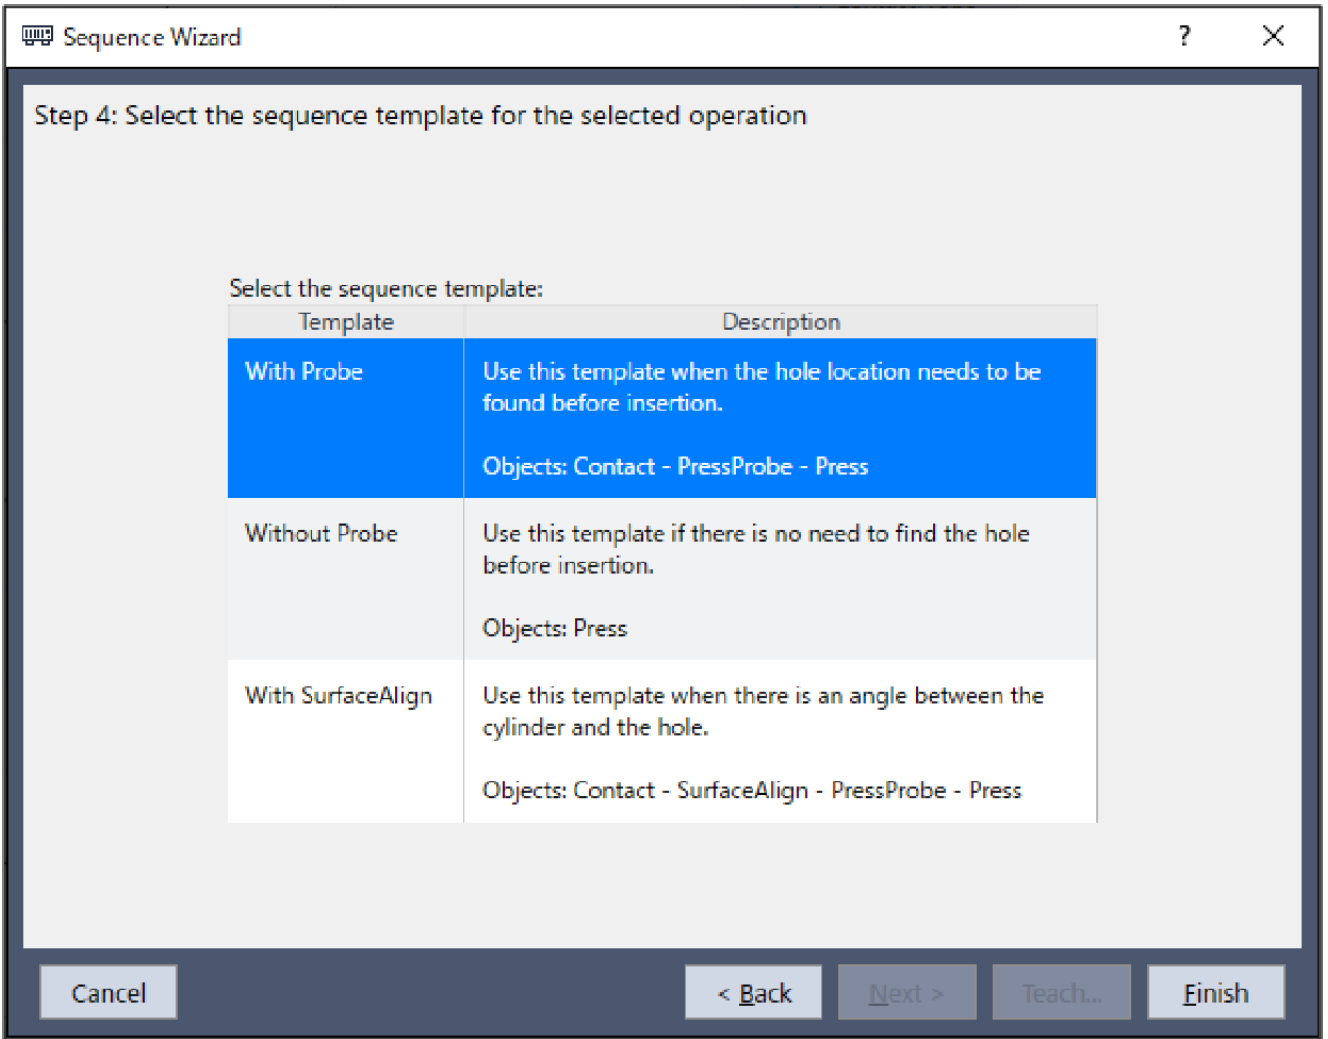 Sequence Wizard
?
Step 4: Select the sequence template for the selected operation
Select the sequence template:
Template Description
With Probe
Use this template when the hole location needs to be
found before insertion.
Objects: Contact - PressProbe - Press
Without Probe
Use this template if there is no need to find the hole
before insertion.
Objects: Press
With SurfaceAlign
Use this template when there is an angle between the
cylinder and the hole.
Objects: Contact - SurfaceAlign - PressProbe - Press
Cancel < Back Next > Teach... Finish